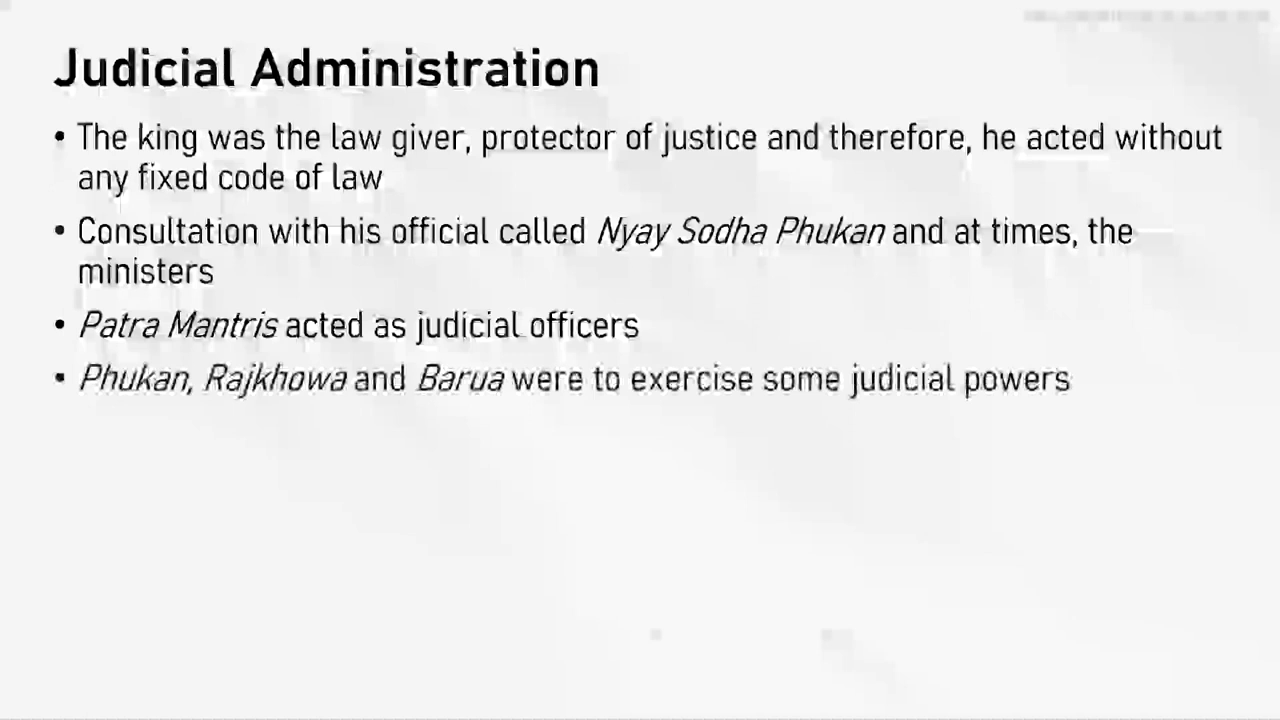 Judicial Administration
• The king was the law giver, protector of justice and therefore, he acted without
any fixed code of law
• Consultation with his official called Nyay Sodha Phukan and at times, the
ministers
• Patra Mantris acted as judicial officers
• Phukan, Rajkhowa and Barua were to exercise some judicial powers